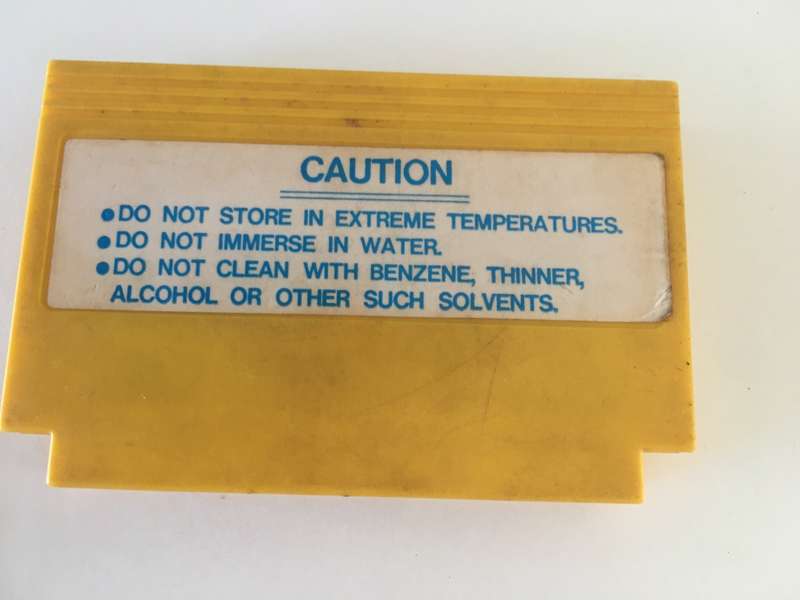 CAUTION
●DO NOT STORE IN EXTREME TEMPERATURES.
●DO NOT IMMERSE IN WATER.
●DO NOT CLEAN WITH BENZENE, THINNER,
ALCOHOL OR OTHER SUCH SOLVENTS.